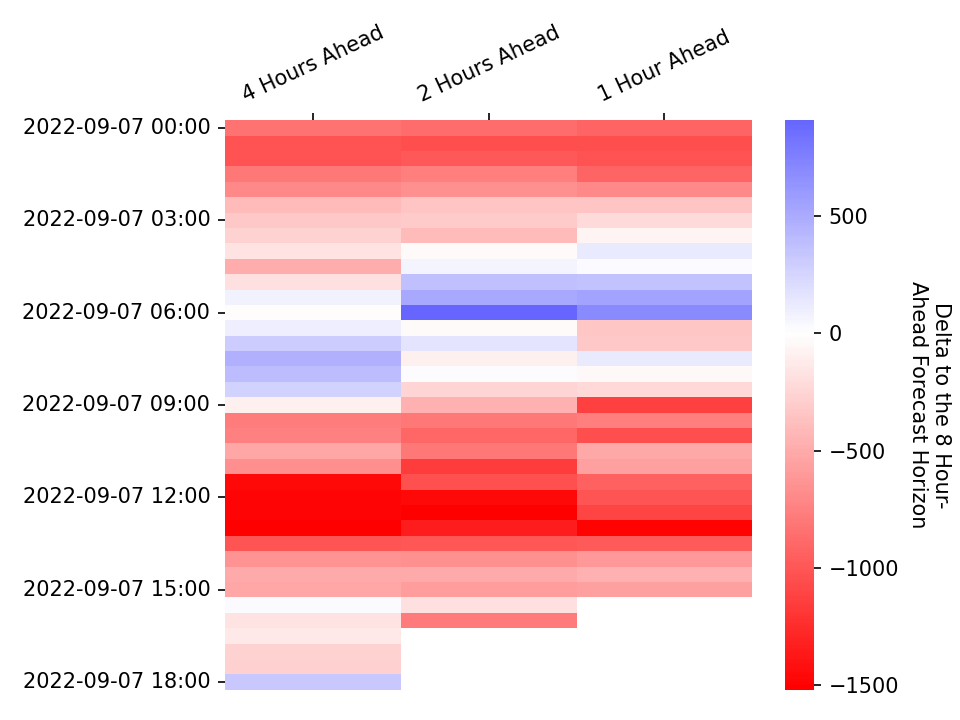 4 Hours Ahead
2 Hours Ahead
1 Hour Ahead
2022-09-07 00:00
2022-09-07 03:00
2022-09-07 06:00
2022-09-07 09:00
2022-09-07 12:00
2022-09-07 15:00
2022-09-07 18:00
500
0
−500
−1000
−1500
Delta to the 8 Hour-
Ahead Forecast Horizon